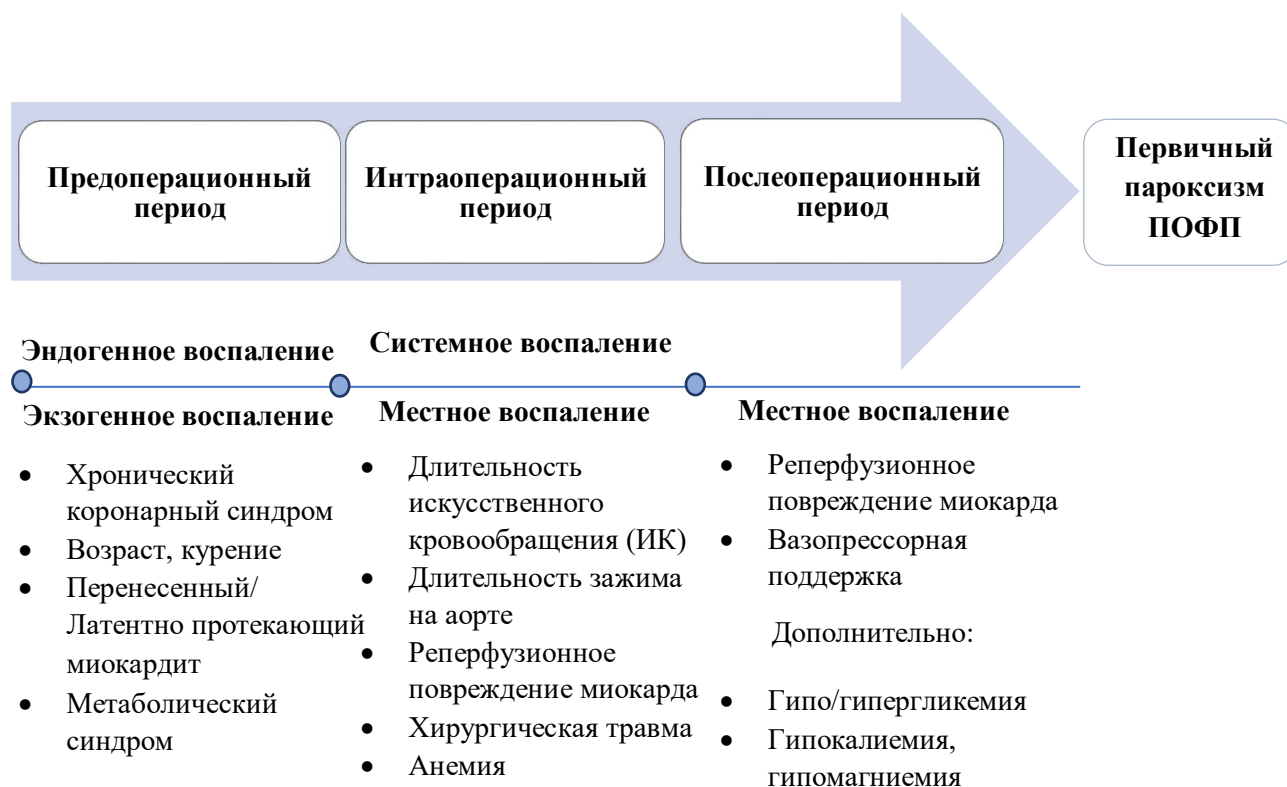 Предоперационный
период
Интраоперационный
период
Послеоперационный
период
Первичный
пароксизм
ПОФП
Эндогенное воспаление
Экзогенное воспаление
• Хронический
коронарный синдром
• Возраст, курение
• Перенесенный/
Латентно протекающий
миокардит
• Метаболический
синдром
Системное воспаление
Местное воспаление
• Длительность
искусственного
кровообращения (ИК)
• Длительность зажима
на аорте
• Реперфузионное
повреждение миокарда
• Хирургическая травма
• Анемия
Местное воспаление
• Реперфузионное
повреждение миокарда
• Вазопрессорная
поддержка
Дополнительно:
• Гипо/гипергликемия
• Гипокалиемия,
гипомагниемия